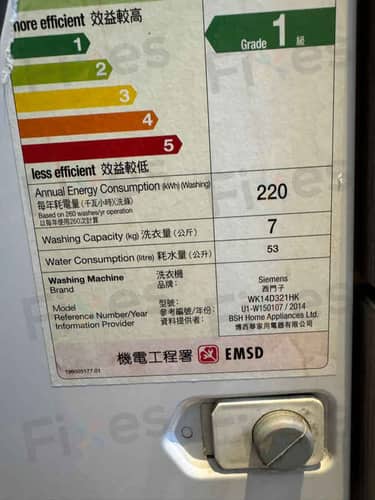 more efficient 效益較高
1
2
3
4
5
Grade 1 級
less efficient 效益較低
Annual Energy Consumption (kWh) (Washing) 220
每年耗電量 (千瓦小時)(洗滌)
Based on 260 washes/yr operation
以每年使用260次計算
Washing Capacity (kg) 洗衣量 (公斤) 7
Water Consumption (litre) 耗水量 (公升) 53
Washing Machine 洗衣機 Siemens
Brand 品牌: 西門子
Model 型號: WK14D321HK
Reference Number/Year 參考編號/年份: U1-W150107 / 2014
Information Provider 資料提供者: BSH Home Appliances Ltd.
博西華家用電器有限公司
機電工程署 EMSD
Fixes